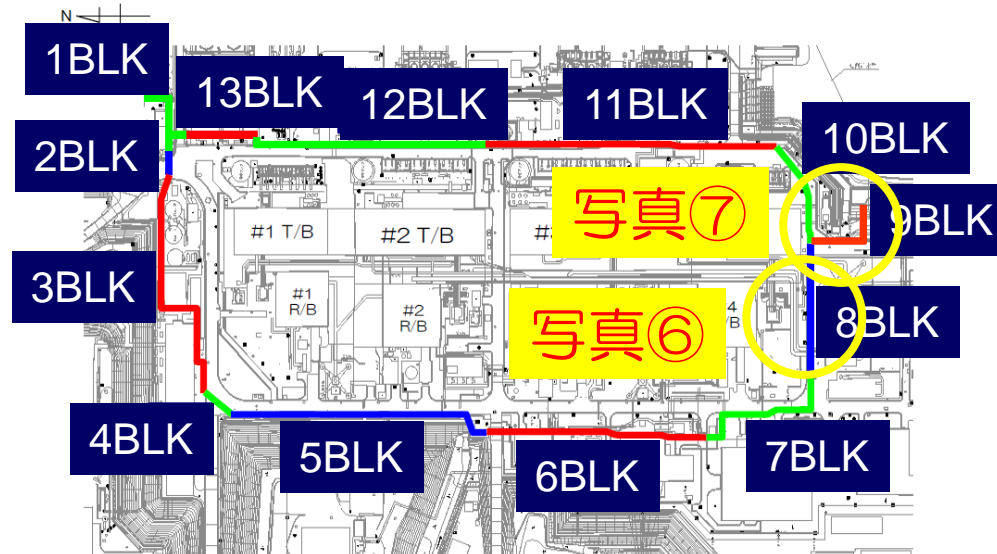 N
1BLK
13BLK
12BLK
11BLK
10BLK
2BLK
9BLK
写真⑦
#1 T/B
#2 T/B
3BLK
#1
R/B
#2
R/B
写真⑥
8BLK
4BLK
5BLK
6BLK
7BLK